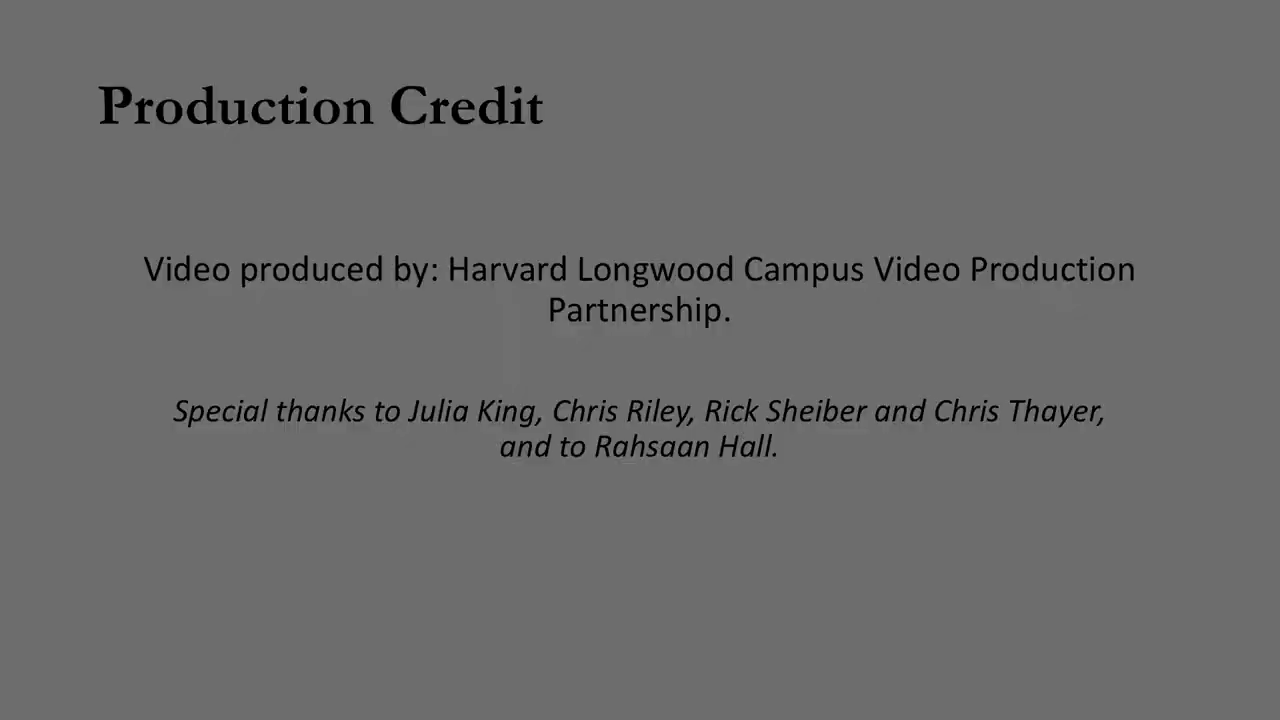 Production Credit
Video produced by: Harvard Longwood Campus Video Production
Partnership.
Special thanks to Julia King, Chris Riley, Rick Sheiber and Chris Thayer,
and to Rahsaan Hall.